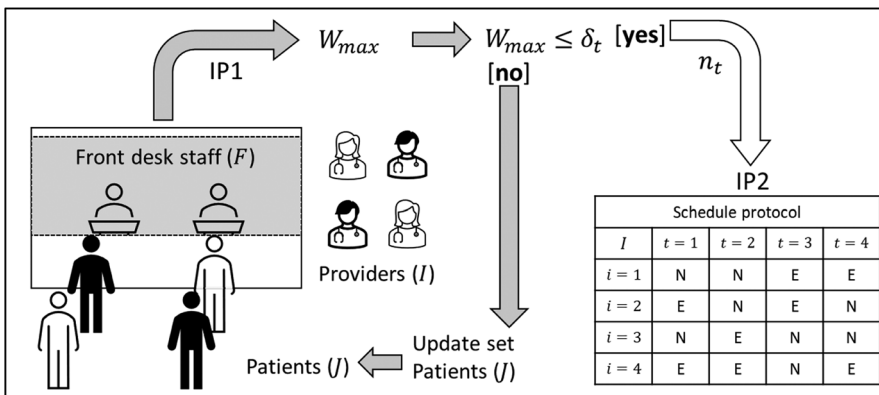 IP1
W_max
W_max ≤ δ_t [yes]
[no]
n_t
Front desk staff (F)
Providers (I)
Update set
Patients (J)
Patients (J)
IP2
Schedule protocol
I t = 1 t = 2 t = 3 t = 4
i = 1 N N E E
i = 2 E N E N
i = 3 N E N N
i = 4 E E N E